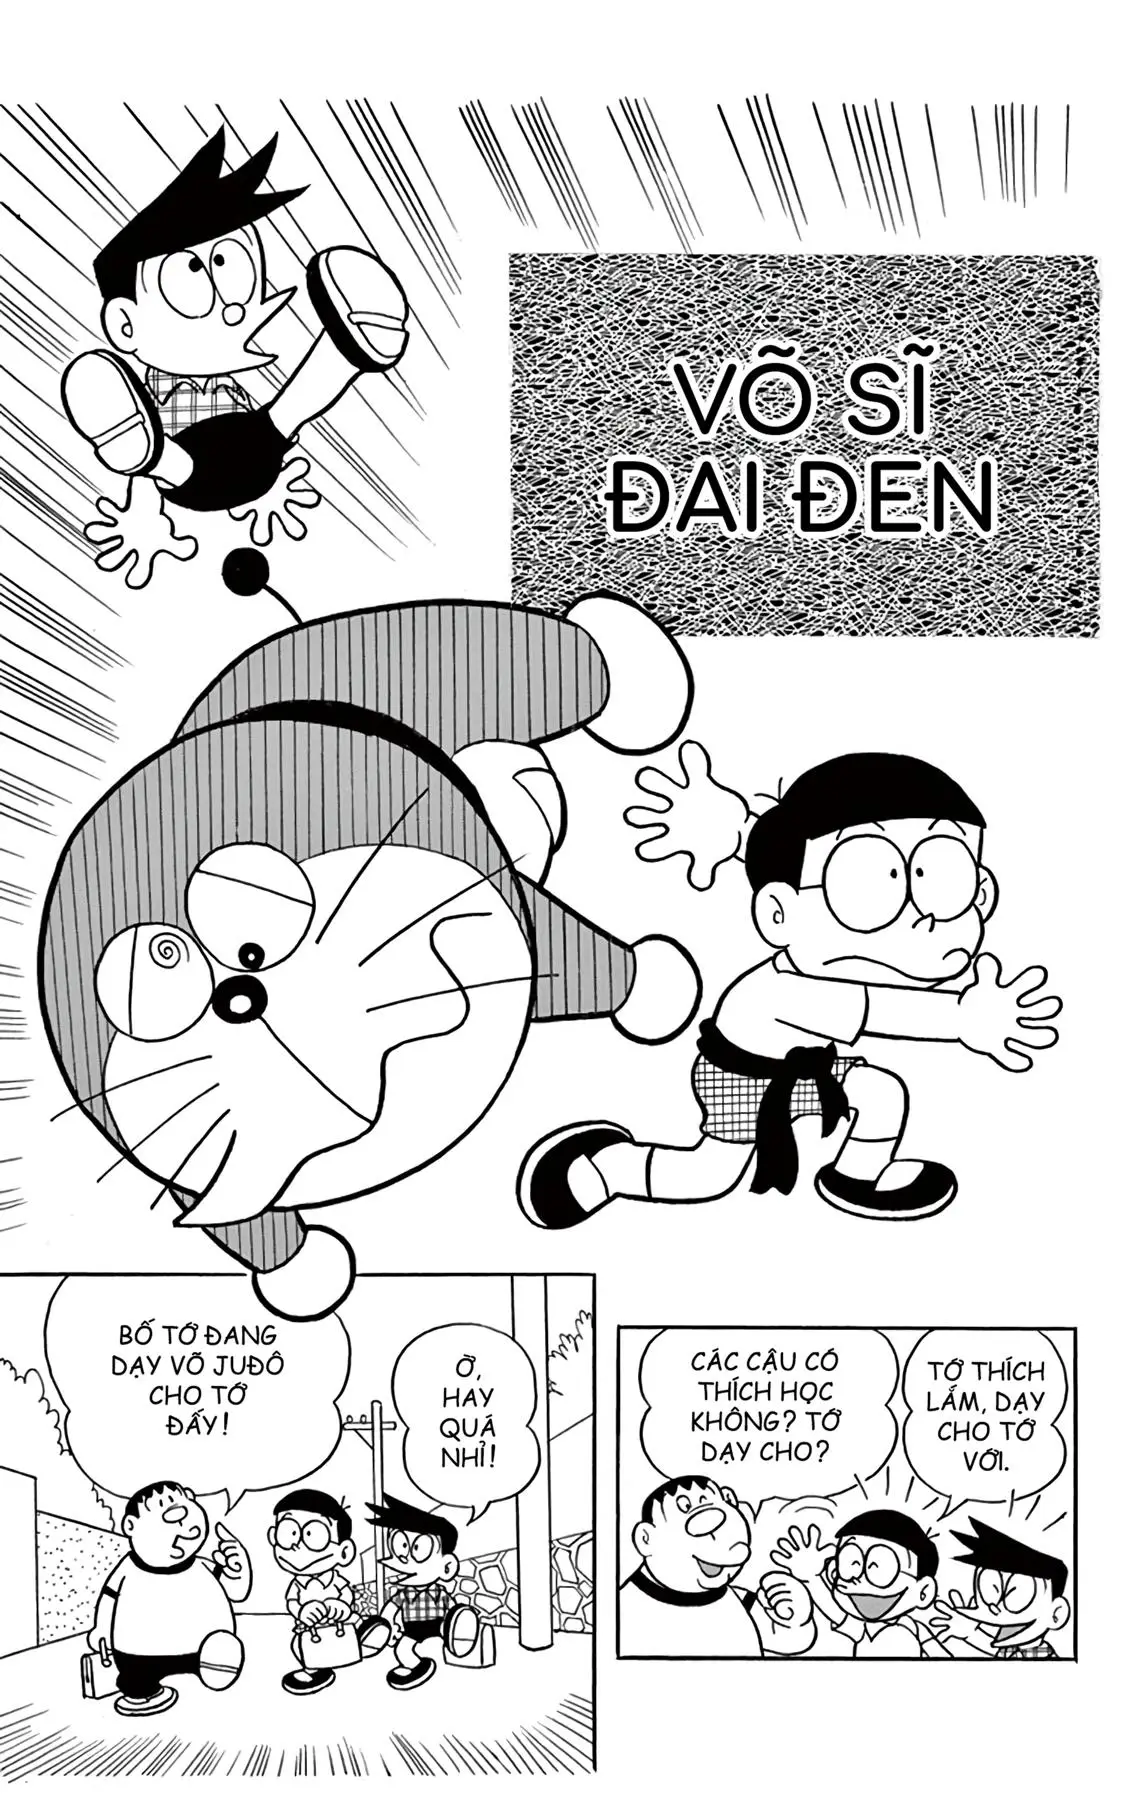 VÕ SĨ
ĐAI ĐEN
BỐ TỚ ĐANG
DẠY VÕ JUĐÔ
CHO TỚ
ĐẤY!
Ờ,
HAY
QUÁ
NHỈ!
CÁC CẬU CÓ
THÍCH HỌC
KHÔNG? TỚ
DẠY CHO?
TỚ THÍCH
LẮM, DẠY
CHO TỚ
VỚI.